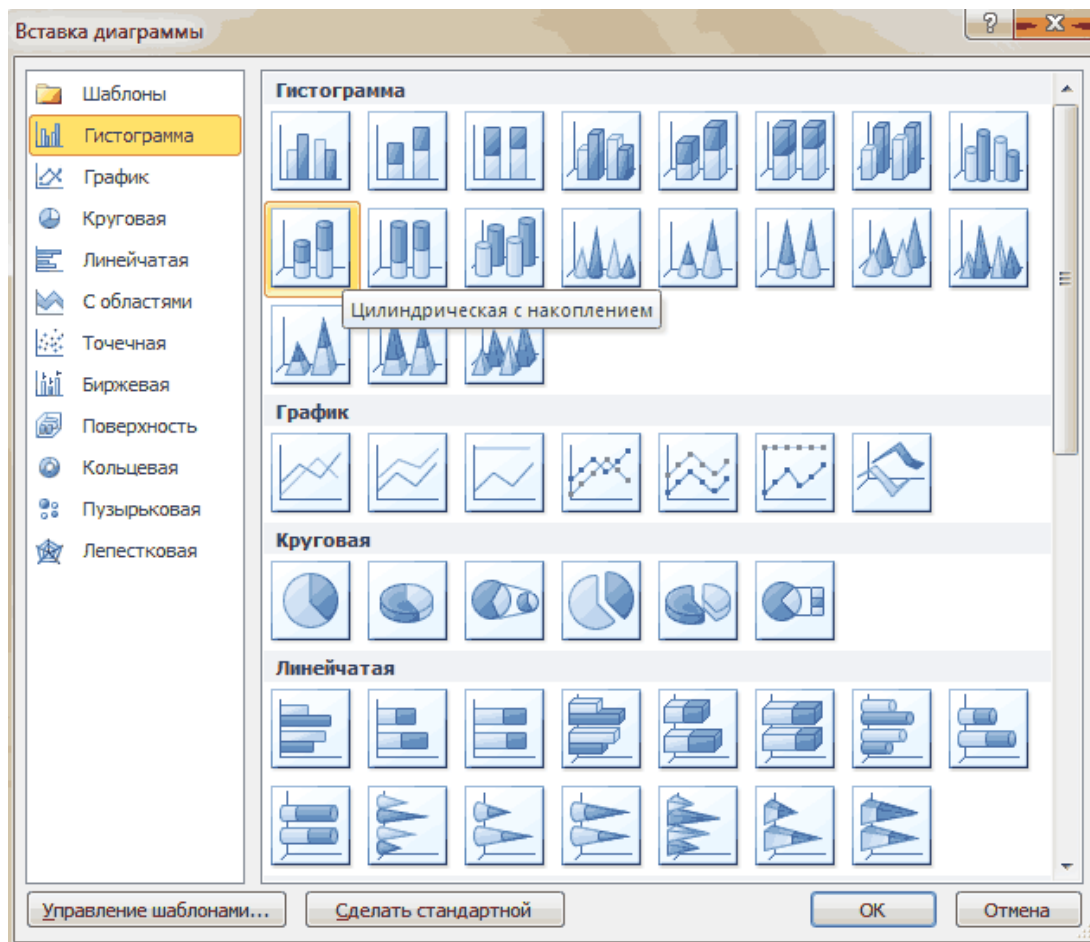 Вставка диаграммы
Шаблоны
Гистограмма
График
Круговая
Линейчатая
С областями
Точечная
Биржевая
Поверхность
Кольцевая
Пузырьковая
Лепестковая
Гистограмма
Цилиндрическая с накоплением
График
Круговая
Линейчатая
Управление шаблонами...
Сделать стандартной
ОК
Отмена